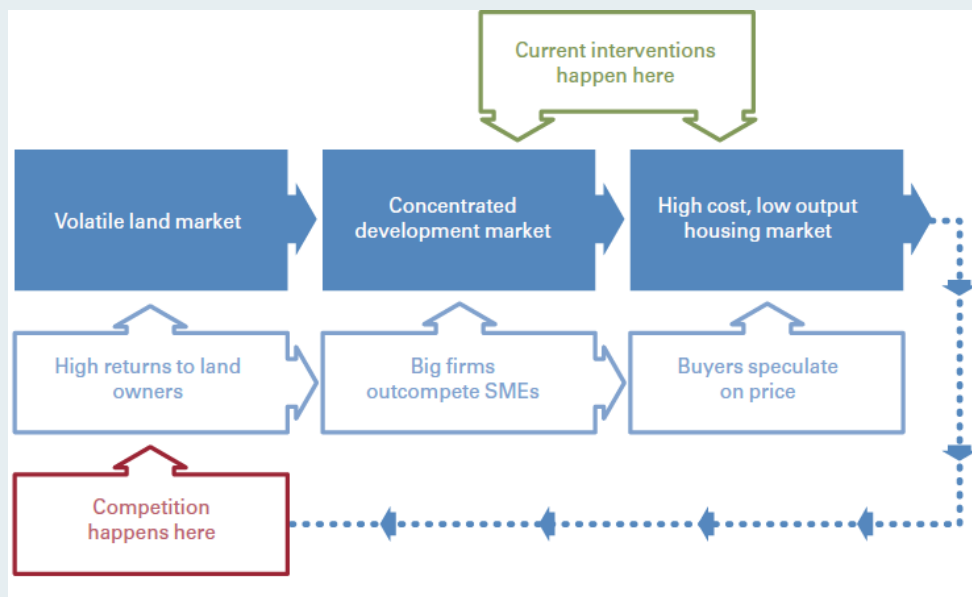 Current interventions
happen here
Volatile land market
Concentrated
development market
High cost, low output
housing market
High returns to land
owners
Big firms
outcompete SMEs
Buyers speculate
on price
Competition
happens here